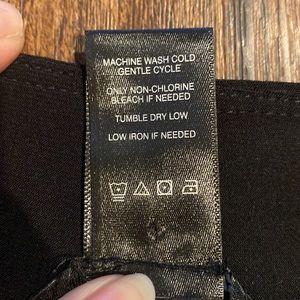 MACHINE WASH COLD
GENTLE CYCLE
ONLY NON-CHLORINE
BLEACH IF NEEDED
TUMBLE DRY LOW
LOW IRON IF NEEDED